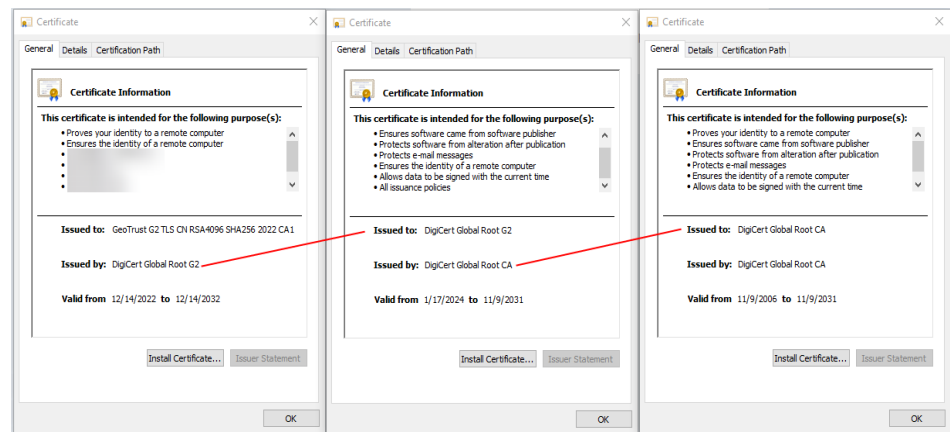 Certificate
General Details Certification Path
Certificate Information
This certificate is intended for the following purpose(s):
• Proves your identity to a remote computer
• Ensures the identity of a remote computer
•
•
•
Issued to: GeoTrust G2 TLS CN RSA4096 SHA256 2022 CA1
Issued by: DigiCert Global Root G2
Valid from 12/14/2022 to 12/14/2032
Install Certificate... Issuer Statement
OK
Certificate
General Details Certification Path
Certificate Information
This certificate is intended for the following purpose(s):
• Ensures software came from software publisher
• Protects software from alteration after publication
• Protects e-mail messages
• Ensures the identity of a remote computer
• Allows data to be signed with the current time
• All issuance policies
Issued to: DigiCert Global Root G2
Issued by: DigiCert Global Root CA
Valid from 1/17/2024 to 11/9/2031
Install Certificate... Issuer Statement
OK
Certificate
General Details Certification Path
Certificate Information
This certificate is intended for the following purpose(s):
• Proves your identity to a remote computer
• Ensures software came from software publisher
• Protects software from alteration after publication
• Protects e-mail messages
• Ensures the identity of a remote computer
• Allows data to be signed with the current time
Issued to: DigiCert Global Root CA
Issued by: DigiCert Global Root CA
Valid from 11/9/2006 to 11/9/2031
Install Certificate... Issuer Statement
OK